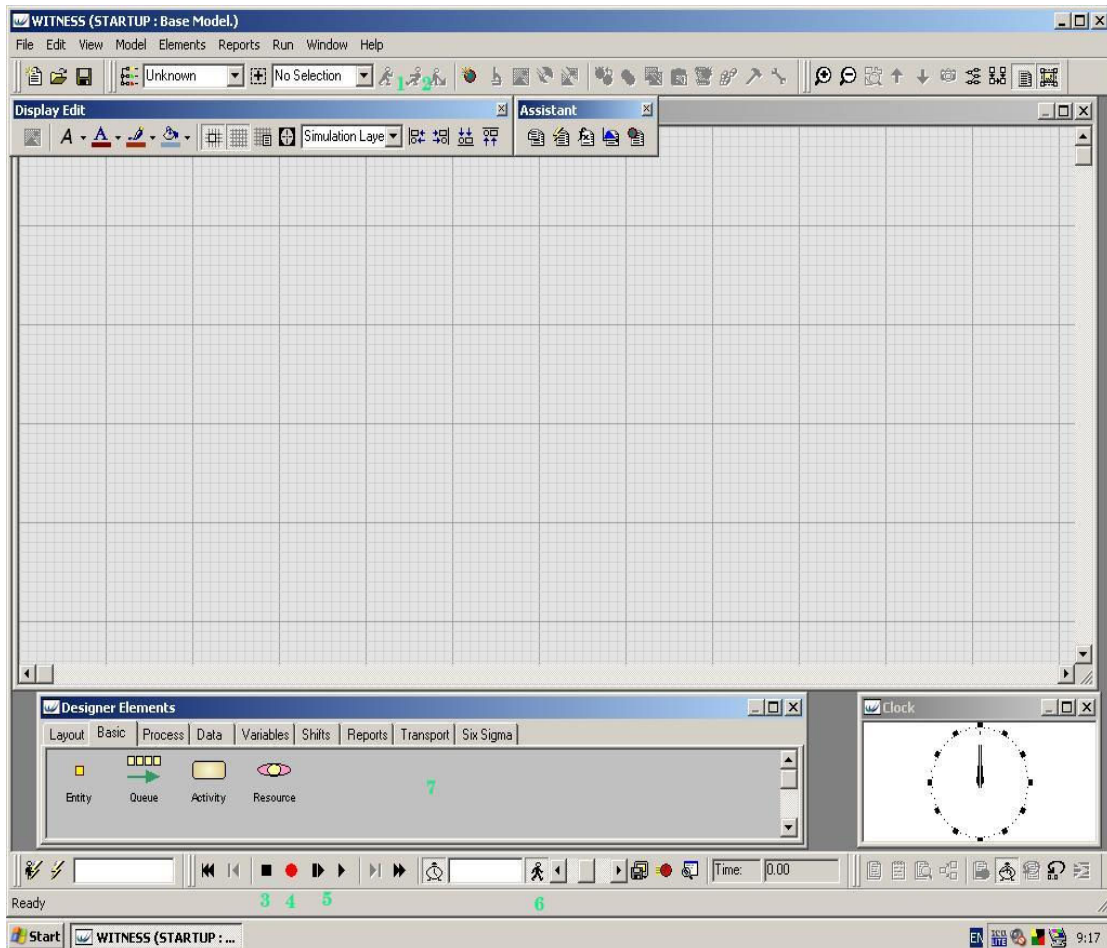 WITNESS (STARTUP : Base Model.)
File Edit View Model Elements Reports Run Window Help
Unknown No Selection 1 2
Display Edit Assistant
A A Simulation Laye
Designer Elements Clock
Layout Basic Process Data Variables Shifts Reports Transport Six Sigma
Entity Queue Activity Resource 7
Time: 0.00
3 4 5 6
Ready
Start WITNESS (STARTUP : ... EN 9:17